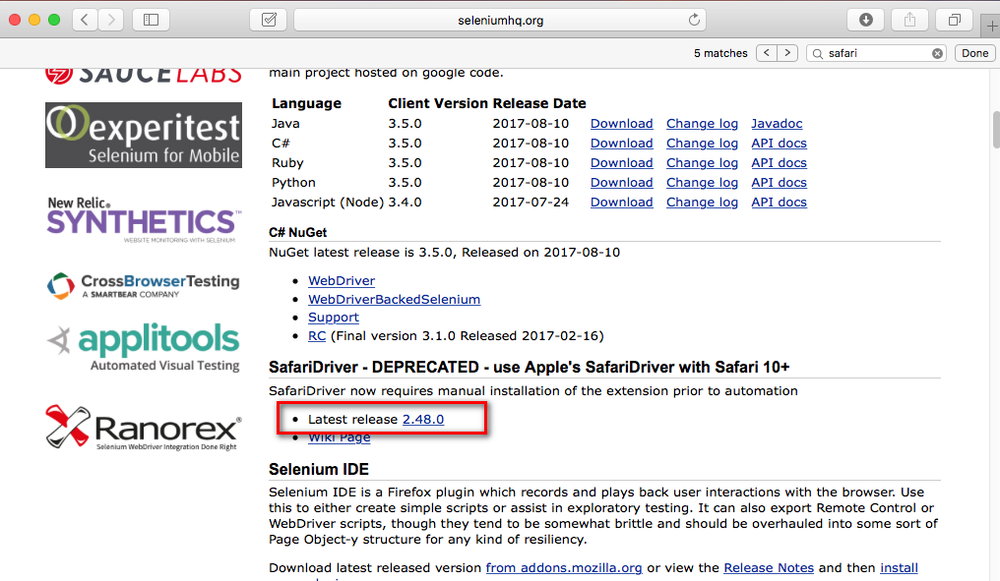 seleniumhq.org
5 matches
safari
Done
SAUCELABS
experitest
Selenium for Mobile
New Relic.
SYNTHETICS™
WEBSITE MONITORING WITH SELENIUM
CrossBrowserTesting
A SMARTBEAR COMPANY
applitools
Automated Visual Testing
Ranorex®
Selenium WebDriver Integration Done Right
main project hosted on google code.
Language Client Version Release Date
Java 3.5.0 2017-08-10 Download Change log Javadoc
C# 3.5.0 2017-08-10 Download Change log API docs
Ruby 3.5.0 2017-08-10 Download Change log API docs
Python 3.5.0 2017-08-10 Download Change log API docs
Javascript (Node) 3.4.0 2017-07-24 Download Change log API docs
C# NuGet
NuGet latest release is 3.5.0, Released on 2017-08-10
• WebDriver
• WebDriverBackedSelenium
• Support
• RC (Final version 3.1.0 Released 2017-02-16)
SafariDriver - DEPRECATED - use Apple's SafariDriver with Safari 10+
SafariDriver now requires manual installation of the extension prior to automation
• Latest release 2.48.0
• Wiki Page
Selenium IDE
Selenium IDE is a Firefox plugin which records and plays back user interactions with the browser. Use
this to either create simple scripts or assist in exploratory testing. It can also export Remote Control or
WebDriver scripts, though they tend to be somewhat brittle and should be overhauled into some sort of
Page Object-y structure for any kind of resiliency.
Download latest released version from addons.mozilla.org or view the Release Notes and then install